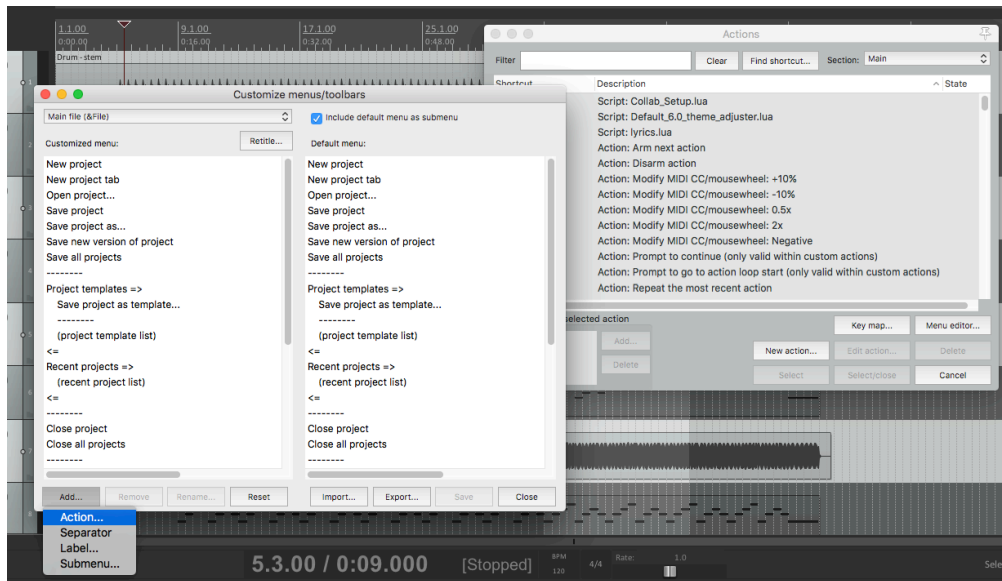 1.1.00 9.1.00 17.1.00 25.1.00
0:00.00 0:16.00 0:32.00 0:48.00
Drum - stem
Actions
Filter Clear Find shortcut... Section: Main
Shortcut Description State
Script: Collab_Setup.lua
Script: Default_6.0_theme_adjuster.lua
Script: lyrics.lua
Action: Arm next action
Action: Disarm action
Action: Modify MIDI CC/mousewheel: +10%
Action: Modify MIDI CC/mousewheel: -10%
Action: Modify MIDI CC/mousewheel: 0.5x
Action: Modify MIDI CC/mousewheel: 2x
Action: Modify MIDI CC/mousewheel: Negative
Action: Prompt to continue (only valid within custom actions)
Action: Prompt to go to action loop start (only valid within custom actions)
Action: Repeat the most recent action
selected action
Add...
Delete
Key map... Menu editor...
New action... Edit action... Delete
Select Select/close Cancel
Customize menus/toolbars
Main file (&File)
Include default menu as submenu
Customized menu: Retitle...
New project
New project tab
Open project...
Save project
Save project as...
Save new version of project
Save all projects
--------
Project templates =>
Save project as template...
--------
(project template list)
<=
Recent projects =>
(recent project list)
<=
--------
Close project
Close all projects
--------
Default menu:
New project
New project tab
Open project...
Save project
Save project as...
Save new version of project
Save all projects
--------
Project templates =>
Save project as template...
--------
(project template list)
<=
Recent projects =>
(recent project list)
<=
--------
Close project
Close all projects
--------
Add... Remove Rename... Reset Import... Export... Save Close
Action...
Separator
Label...
Submenu...
5.3.00 / 0:09.000 [Stopped]
BPM
120
4/4
Rate: 1.0
Sele